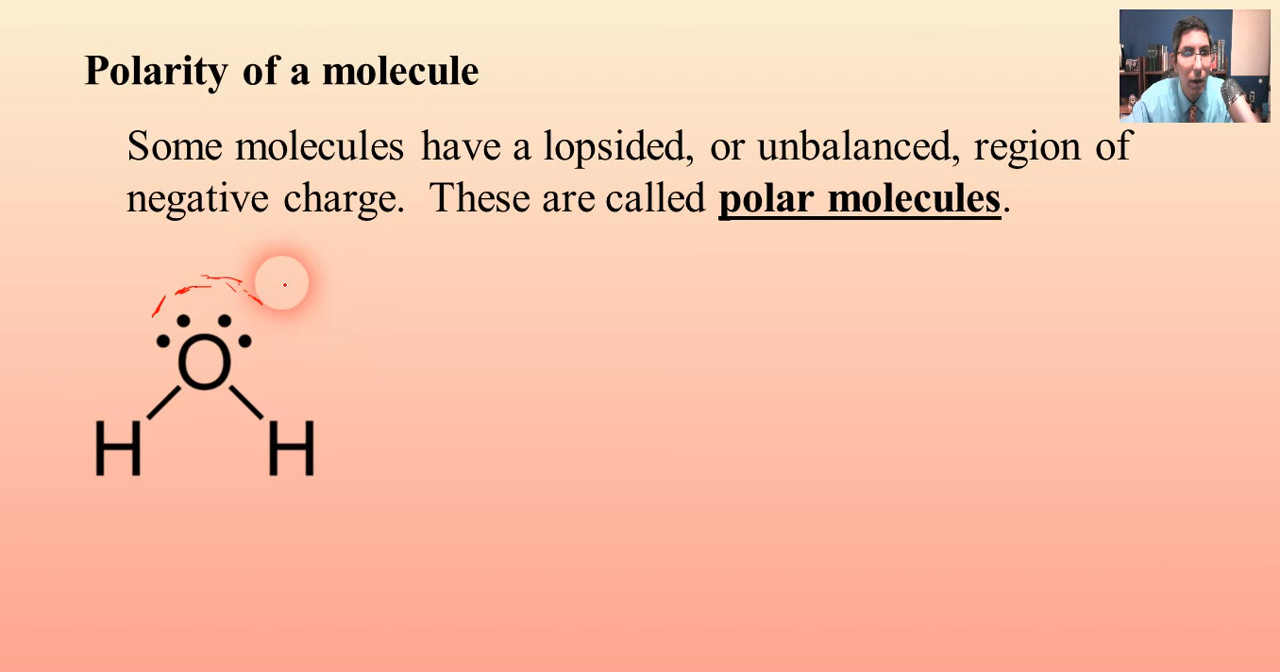 Polarity of a molecule
Some molecules have a lopsided, or unbalanced, region of
negative charge. These are called polar molecules.
O
H H